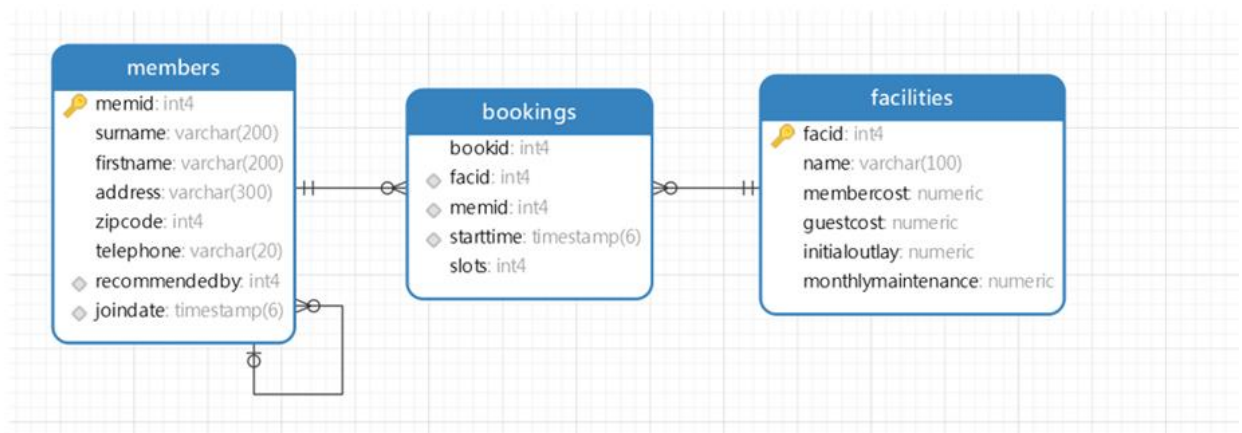 members
memid: int4
surname: varchar(200)
firstname: varchar(200)
address: varchar(300)
zipcode: int4
telephone: varchar(20)
recommendedby: int4
joindate: timestamp(6)
bookings
bookid: int4
facid: int4
memid: int4
starttime: timestamp(6)
slots: int4
facilities
facid: int4
name: varchar(100)
membercost: numeric
guestcost: numeric
initialoutlay: numeric
monthlymaintenance: numeric